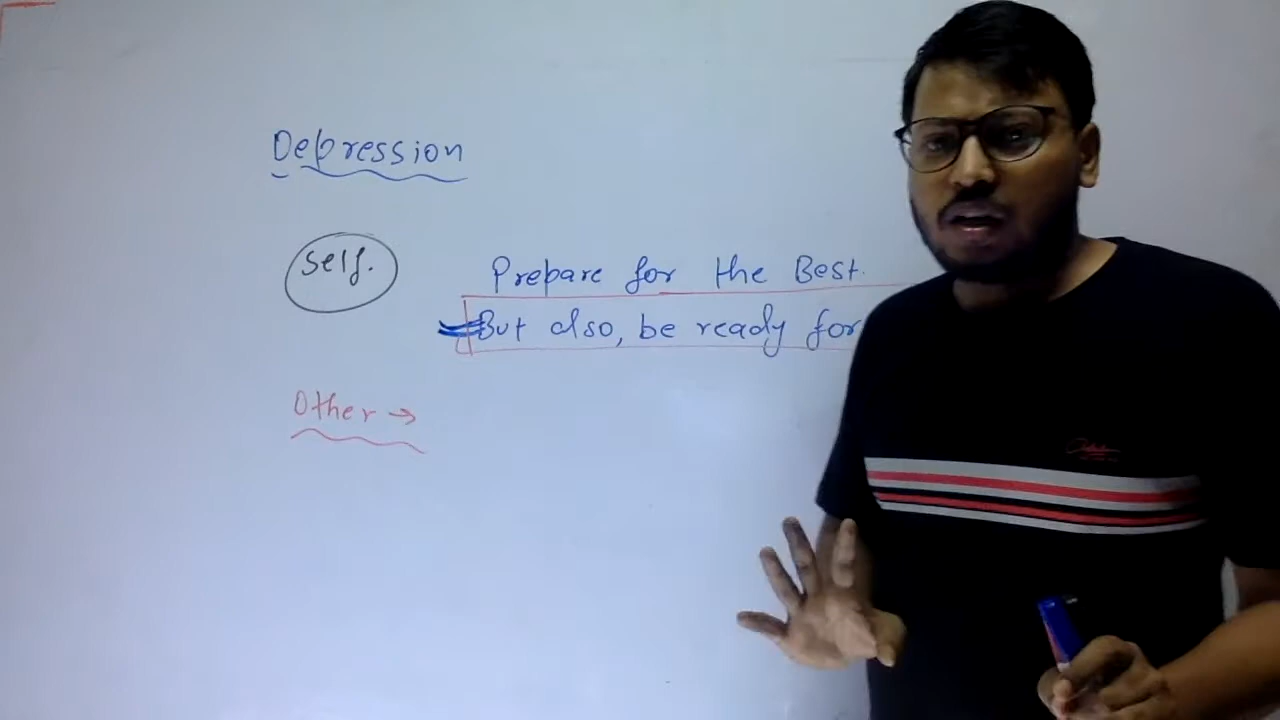 Depression
Self.
Prepare for the Best.
But also, be ready for
Other →